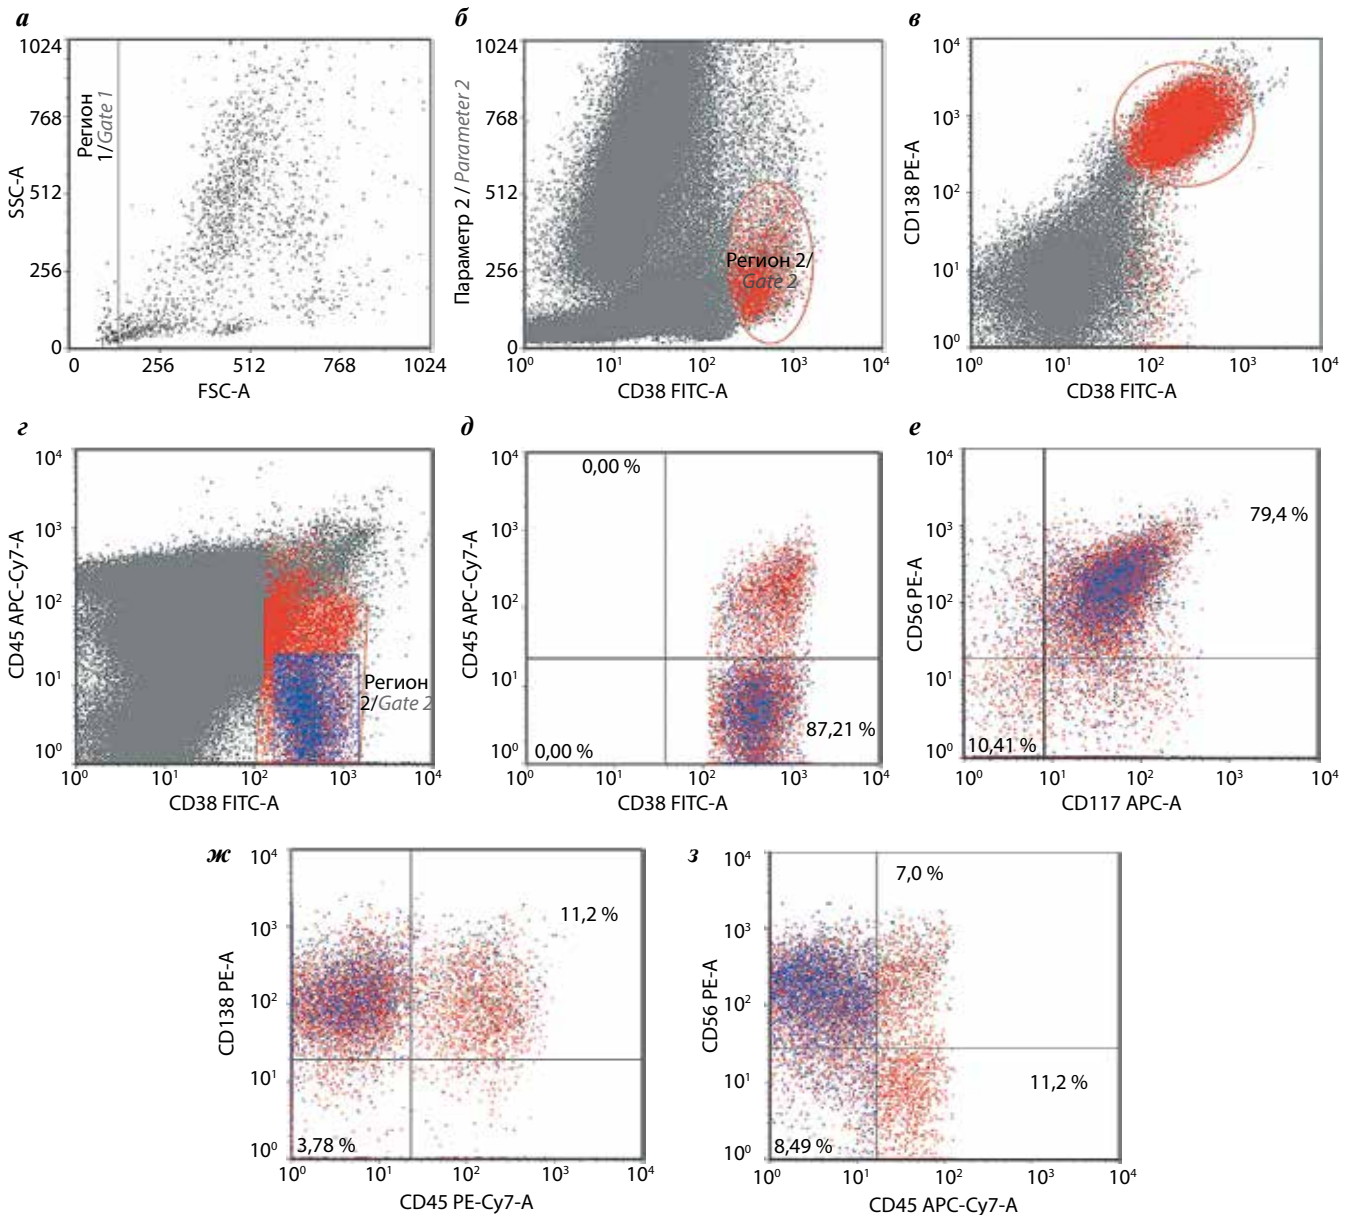 а
1024
768
512
256
0
SSC-A
Регион
1/Gate 1
0 256 512 768 1024
FSC-A
б
1024
768
512
256
0
Параметр 2 / Parameter 2
Регион 2/
Gate 2
10⁰ 10¹ 10² 10³ 10⁴
CD38 FITC-A
в
10⁴
10³
10²
10¹
10⁰
CD138 PE-A
10⁰ 10¹ 10² 10³ 10⁴
CD38 FITC-A
г
10⁴
10³
10²
10¹
10⁰
CD45 APC-Cy7-A
Регион
2/Gate 2
10⁰ 10¹ 10² 10³ 10⁴
CD38 FITC-A
д
10⁴
10³
10²
10¹
10⁰
CD45 APC-Cy7-A
0,00 %
87,21 %
0,00 %
10⁰ 10¹ 10² 10³ 10⁴
CD38 FITC-A
е
10⁴
10³
10²
10¹
10⁰
CD56 PE-A
79,4 %
10,41 %
10⁰ 10¹ 10² 10³ 10⁴
CD117 APC-A
ж
10⁴
10³
10²
10¹
10⁰
CD138 PE-A
11,2 %
3,78 %
10⁰ 10¹ 10² 10³ 10⁴
CD45 PE-Cy7-A
з
10⁴
10³
10²
10¹
10⁰
CD56 PE-A
7,0 %
11,2 %
8,49 %
10⁰ 10¹ 10² 10³ 10⁴
CD45 APC-Cy7-A